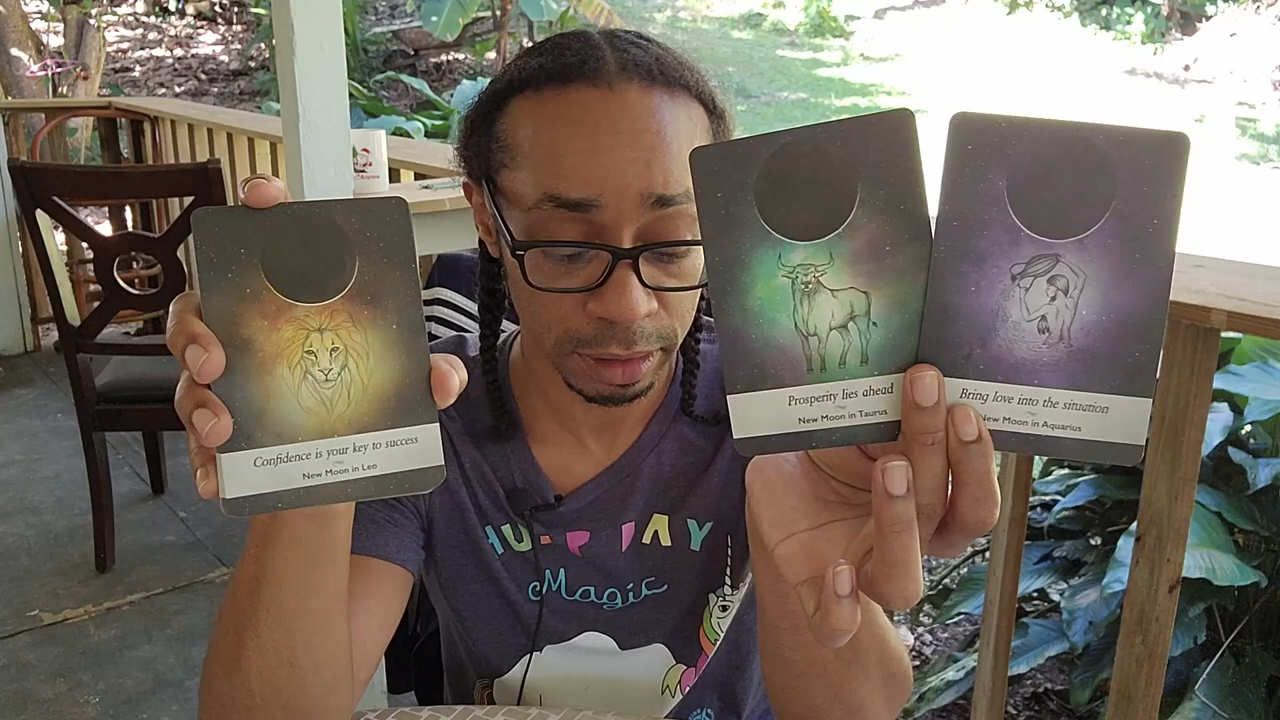 Confidence is your key to success
New Moon in Leo
Prosperity lies ahead
New Moon in Taurus
Bring love into the situation
New Moon in Aquarius
Magic